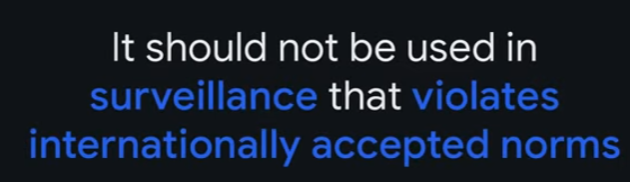 It should not be used in
surveillance that violates
internationally accepted norms